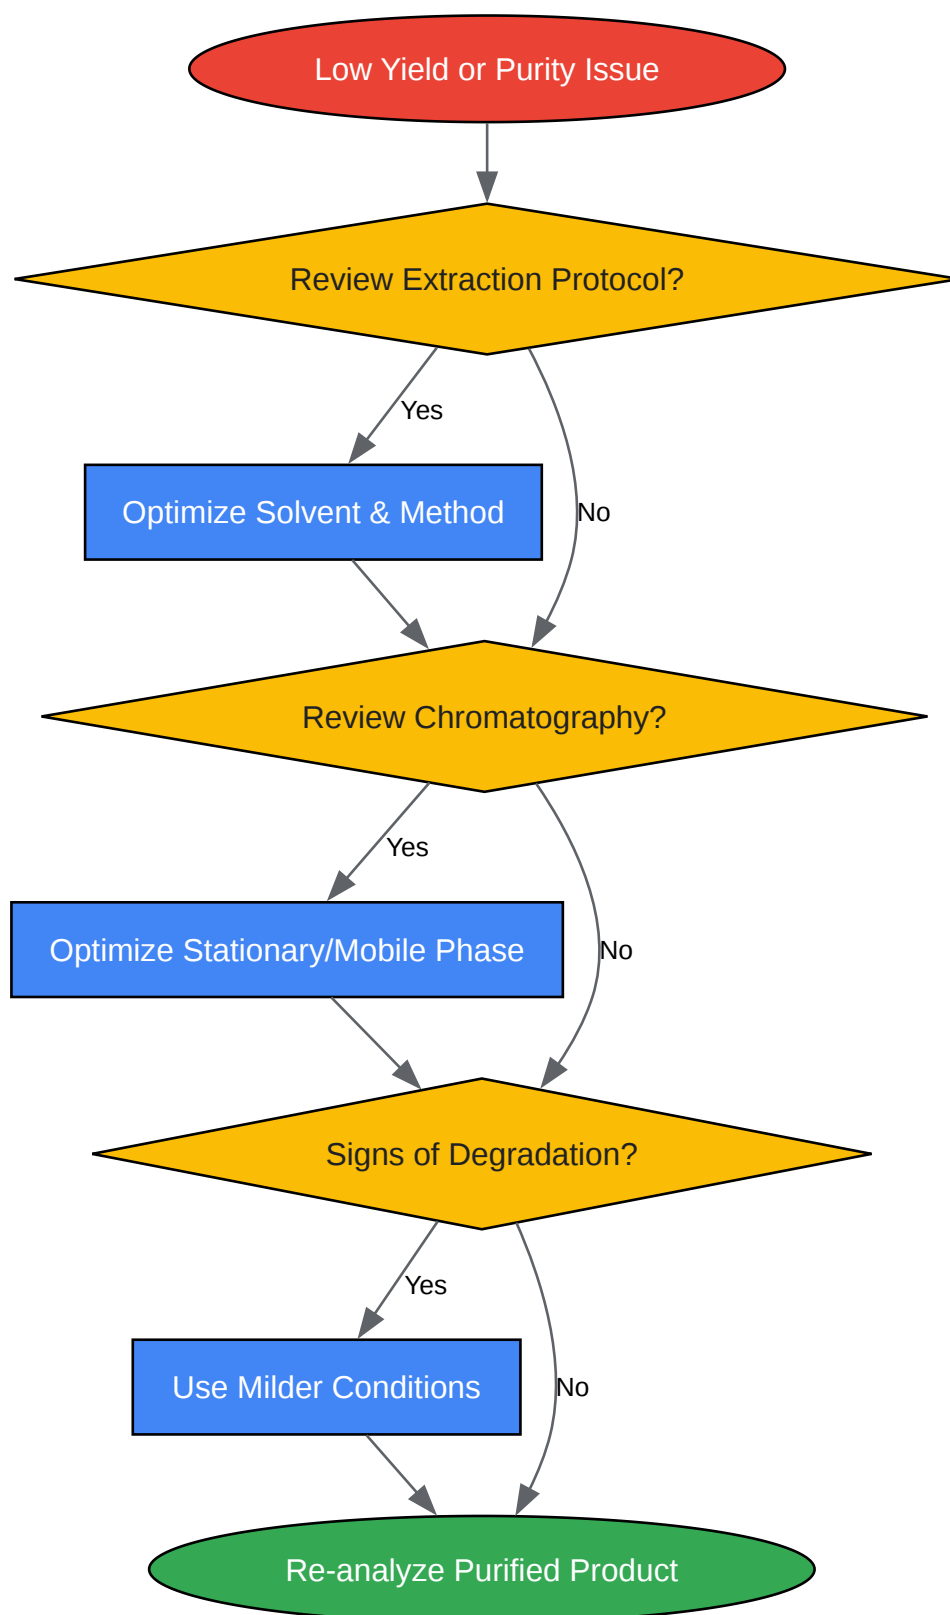 Low Yield or Purity Issue
Review Extraction Protocol?
Yes
Optimize Solvent & Method
No
Review Chromatography?
Yes
Optimize Stationary/Mobile Phase
No
Signs of Degradation?
Yes
Use Milder Conditions
No
Re-analyze Purified Product